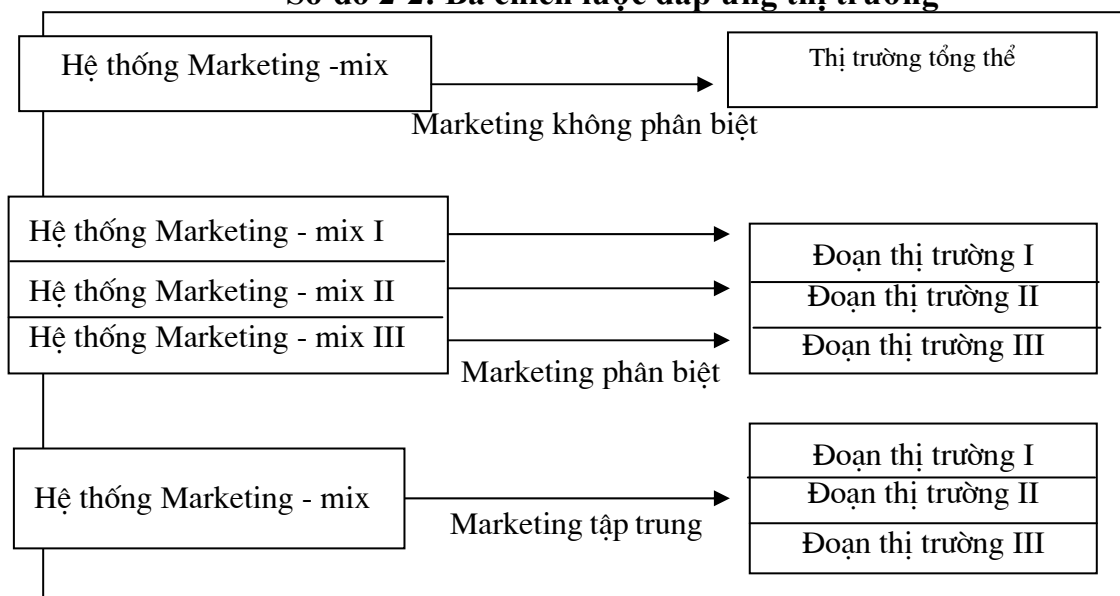 Sơ đồ 2-2: Ba chiến lược đáp ứng thị trường
Hệ thống Marketing -mix
Thị trường tổng thể
Marketing không phân biệt
Hệ thống Marketing - mix I
Đoạn thị trường I
Hệ thống Marketing - mix II
Đoạn thị trường II
Hệ thống Marketing - mix III
Đoạn thị trường III
Marketing phân biệt
Đoạn thị trường I
Hệ thống Marketing - mix
Đoạn thị trường II
Marketing tập trung
Đoạn thị trường III